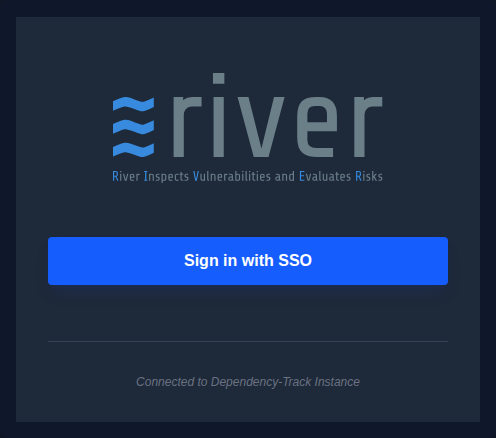 river
River Inspects Vulnerabilities and Evaluates Risks
Sign in with SSO
Connected to Dependency-Track Instance